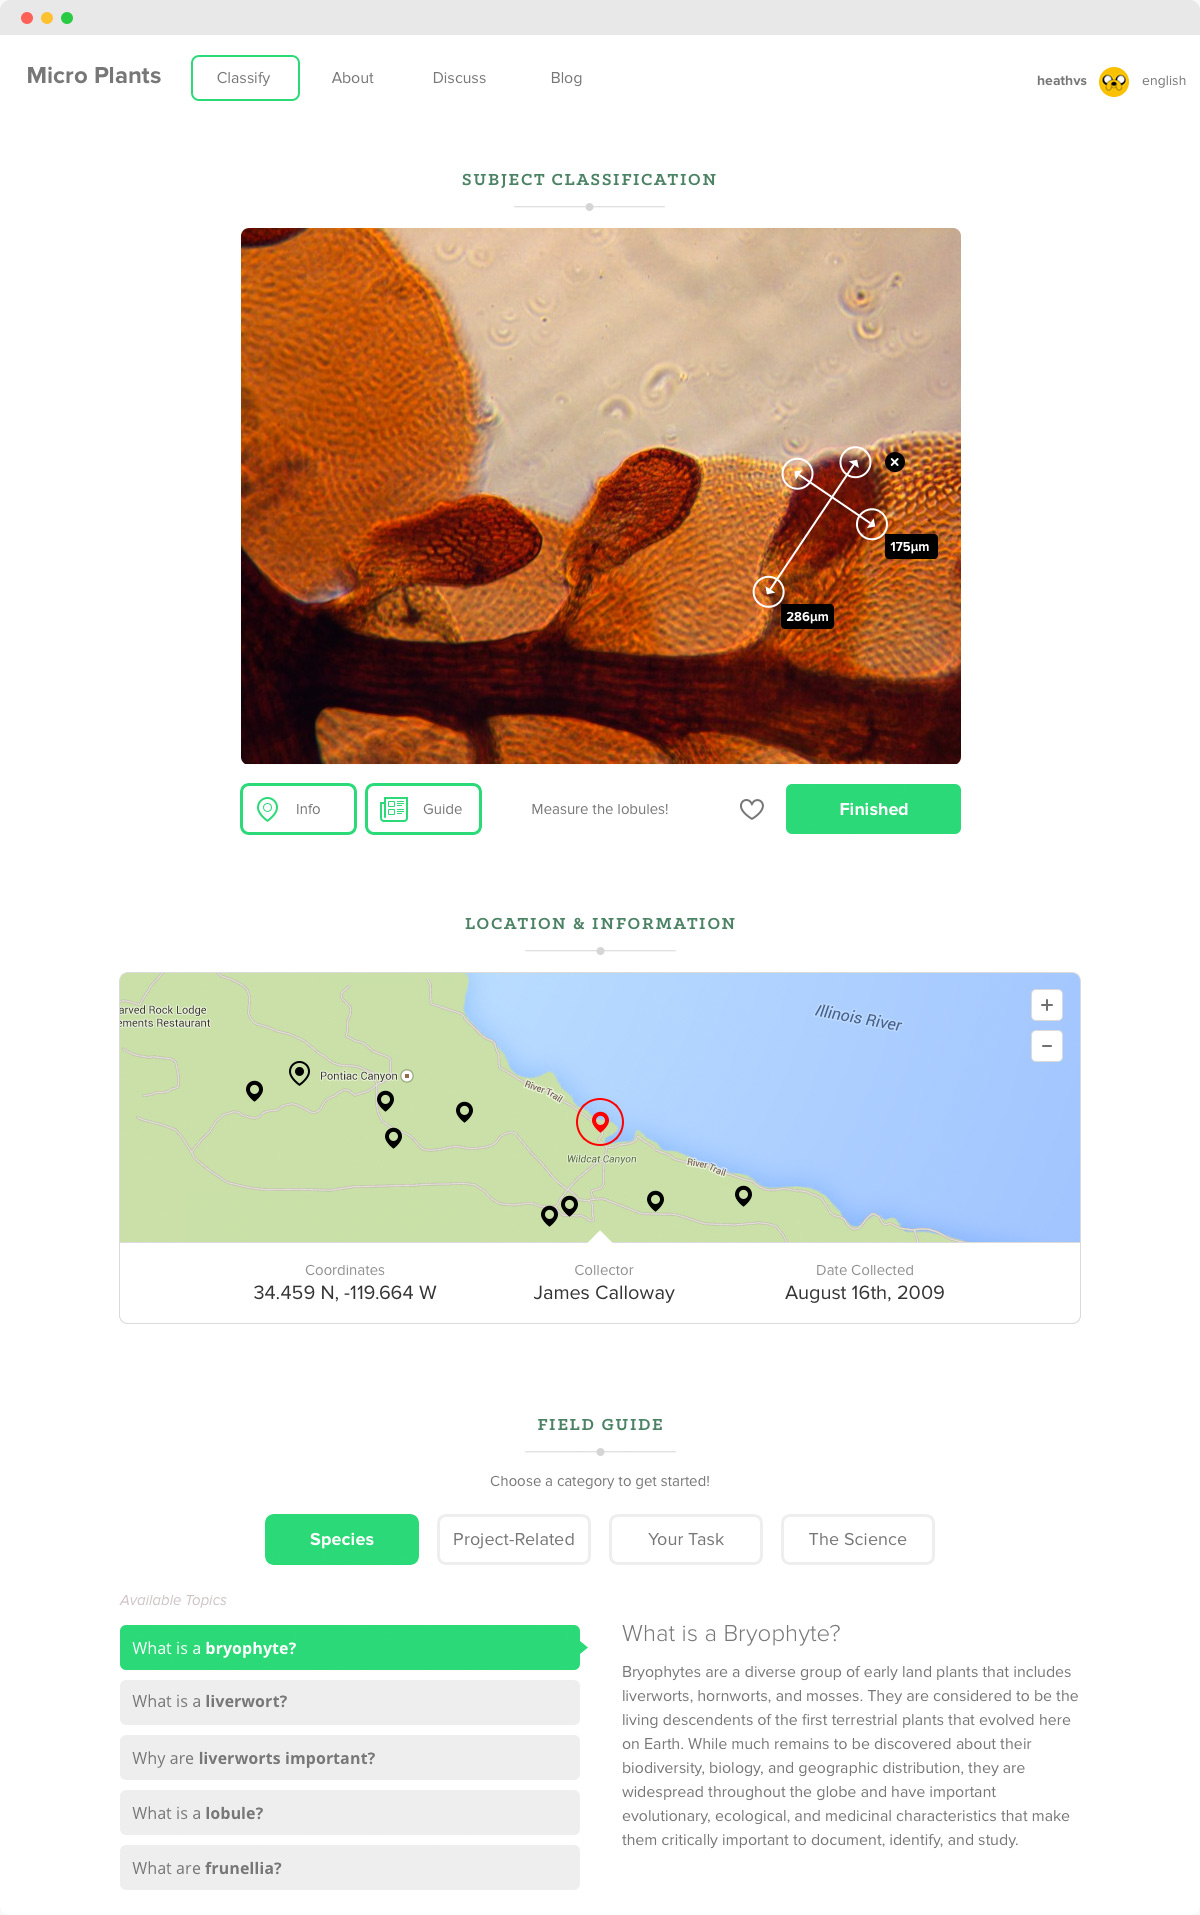 Micro Plants
Classify
About
Discuss
Blog
heathvs
english
SUBJECT CLASSIFICATION
175µm
286µm
Info
Guide
Measure the lobules!
Finished
LOCATION & INFORMATION
arved Rock Lodge
ements Restaurant
Pontiac Canyon
River Trail
Illinois River
Wildcat Canyon
River Trail
+
−
Coordinates
34.459 N, -119.664 W
Collector
James Calloway
Date Collected
August 16th, 2009
FIELD GUIDE
Choose a category to get started!
Species
Project-Related
Your Task
The Science
Available Topics
What is a bryophyte?
What is a liverwort?
Why are liverworts important?
What is a lobule?
What are frunellia?
What is a Bryophyte?
Bryophytes are a diverse group of early land plants that includes
liverworts, hornworts, and mosses. They are considered to be the
living descendents of the first terrestrial plants that evolved here
on Earth. While much remains to be discovered about their
biodiversity, biology, and geographic distribution, they are
widespread throughout the globe and have important
evolutionary, ecological, and medicinal characteristics that make
them critically important to document, identify, and study.